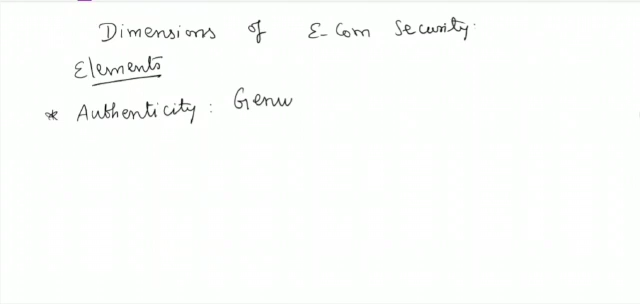 Dimensions of E-Com Security.
Elements
* Authenticity : Genu